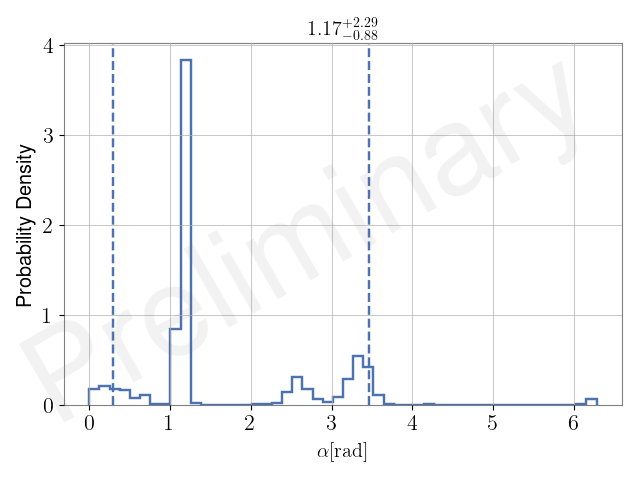 1.17+2.29−0.88
Probability Density
4
3
2
1
0
Preliminary
0 1 2 3 4 5 6
α[rad]